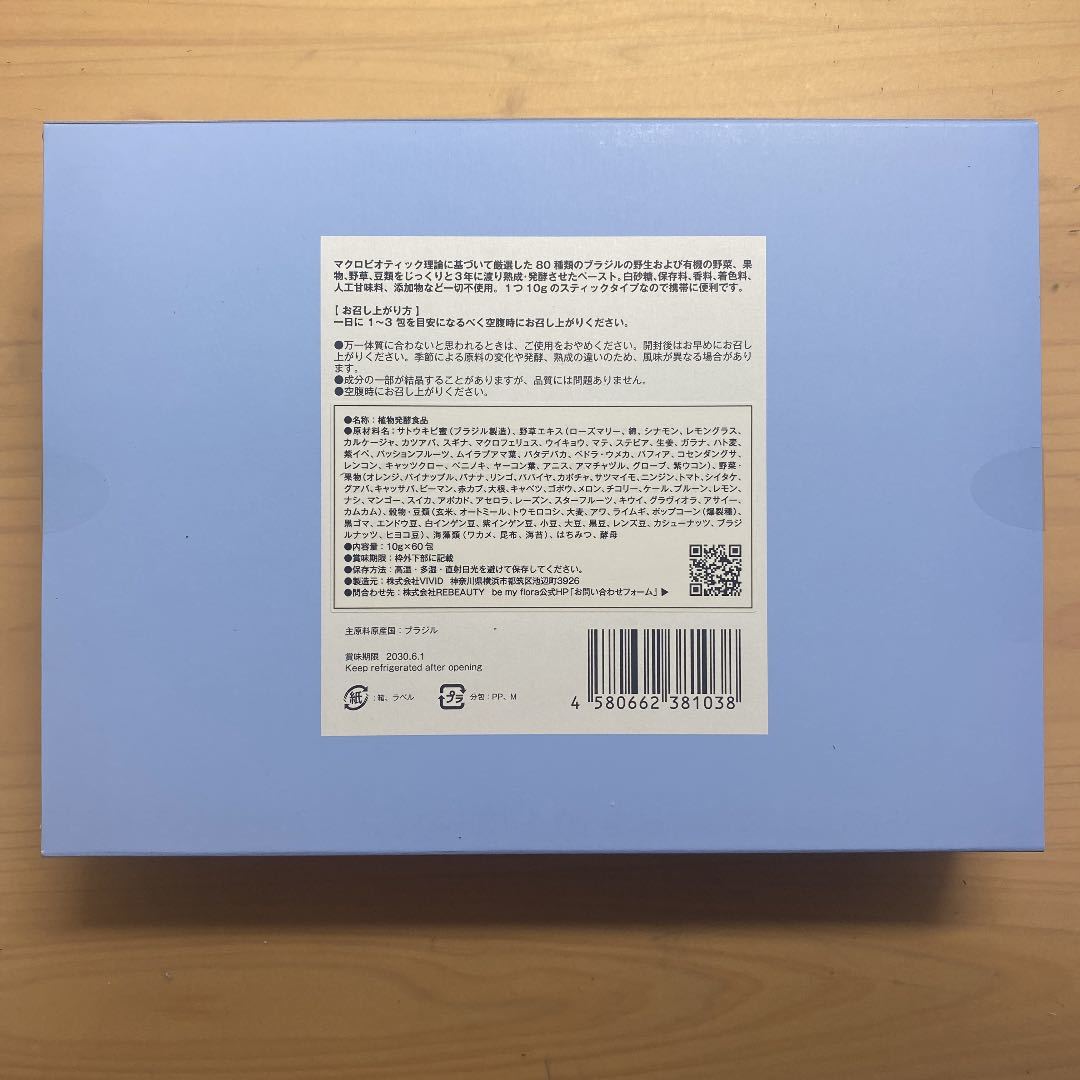 マクロビオティック理論に基づいて厳選した 80 種類のブラジルの野生および有機の野菜、果
物、野草、豆類をじっくりと3年に渡り熟成・発酵させたペースト。白砂糖、保存料、香料、着色料、
人工甘味料、添加物など一切不使用。1つ 10g のスティックタイプなので携帯に便利です。
【 お召し上がり方 】
一日に 1〜3 包を目安になるべく空腹時にお召し上がりください。
●万一体質に合わないと思われるときは、ご使用をおやめください。開封後はお早めにお召し
上がりください。季節による原料の変化や発酵、熟成の違いのため、風味が異なる場合があり
ます。
●成分の一部が結晶することがありますが、品質には問題ありません。
●空腹時にお召し上がりください。
●名称：植物発酵食品
●原材料名：サトウキビ蜜（ブラジル製造）、野草エキス（ローズマリー、綿、シナモン、レモングラス、
カルケージャ、カツアバ、スギナ、マクロフェリュス、ウイキョウ、マテ、ステビア、生姜、ガラナ、ハト麦、
紫イペ、パッションフルーツ、ムイラプアマ葉、パタデバカ、ペドラ・ウメカ、パフィア、コセンダングサ、
レンコン、キャッツクロー、ベニノキ、ヤーコン葉、アニス、アマチャヅル、グローブ、紫ウコン）、野菜・
果物（オレンジ、パイナップル、バナナ、リンゴ、パパイヤ、カボチャ、サツマイモ、ニンジン、トマト、シイタケ、
グアバ、キャッサバ、ピーマン、赤カブ、大根、キャベツ、ゴボウ、メロン、チコリー、ケール、プルーン、レモン、
ナシ、マンゴー、スイカ、アボカド、アセロラ、レーズン、スターフルーツ、キウイ、グラヴィオラ、アサイー、
カムカム）、穀物・豆類（玄米、オートミール、トウモロコシ、大麦、アワ、ライムギ、ポップコーン（爆裂種）、
黒ゴマ、エンドウ豆、白インゲン豆、紫インゲン豆、小豆、大豆、黒豆、レンズ豆、カシューナッツ、ブラジ
ルナッツ、ヒヨコ豆）、海藻類（ワカメ、昆布、海苔）、はちみつ、酵母
●内容量：10g×60包
●賞味期限：枠外下部に記載
●保存方法：高温・多湿・直射日光を避けて保存してください。
●製造元：株式会社VIVID 神奈川県横浜市都筑区池辺町3926
●問合わせ先：株式会社REBEAUTY be my flora公式HP「お問い合わせフォーム」▶
主原料原産国：ブラジル
賞味期限 2030.6.1
Keep refrigerated after opening
紙：箱、ラベル プラ 分包：PP、M
4 580662 381038